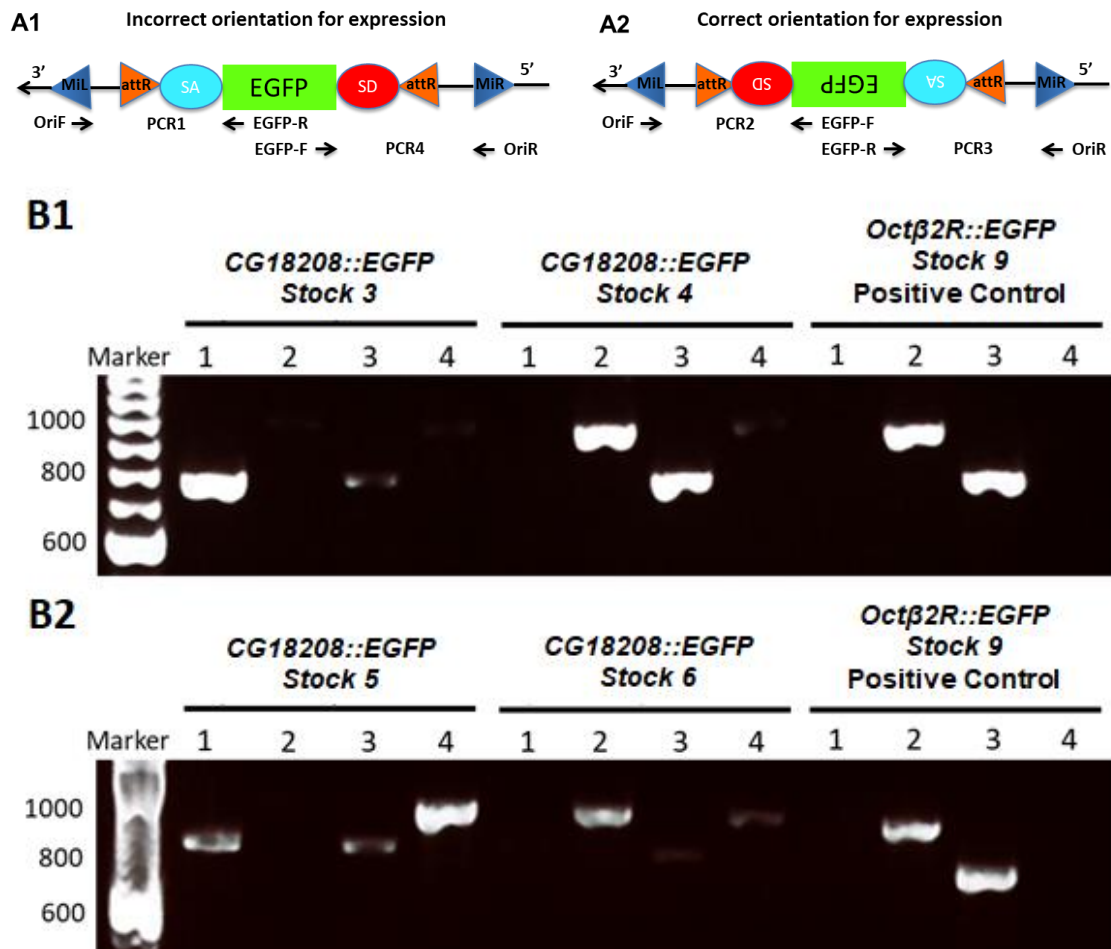 A1
Incorrect orientation for expression
3’
MiL
attR
SA
EGFP
SD
attR
MiR
5’
OriF
PCR1
EGFP-R
EGFP-F
PCR4
OriR
A2
Correct orientation for expression
3’
MiL
attR
SD
EGFP
SA
attR
MiR
5’
OriF
PCR2
EGFP-F
EGFP-R
PCR3
OriR
B1
CG18208::EGFP
Stock 3
CG18208::EGFP
Stock 4
Octβ2R::EGFP
Stock 9
Positive Control
Marker 1 2 3 4 1 2 3 4 1 2 3 4
1000
800
600
B2
CG18208::EGFP
Stock 5
CG18208::EGFP
Stock 6
Octβ2R::EGFP
Stock 9
Positive Control
Marker 1 2 3 4 1 2 3 4 1 2 3 4
1000
800
600